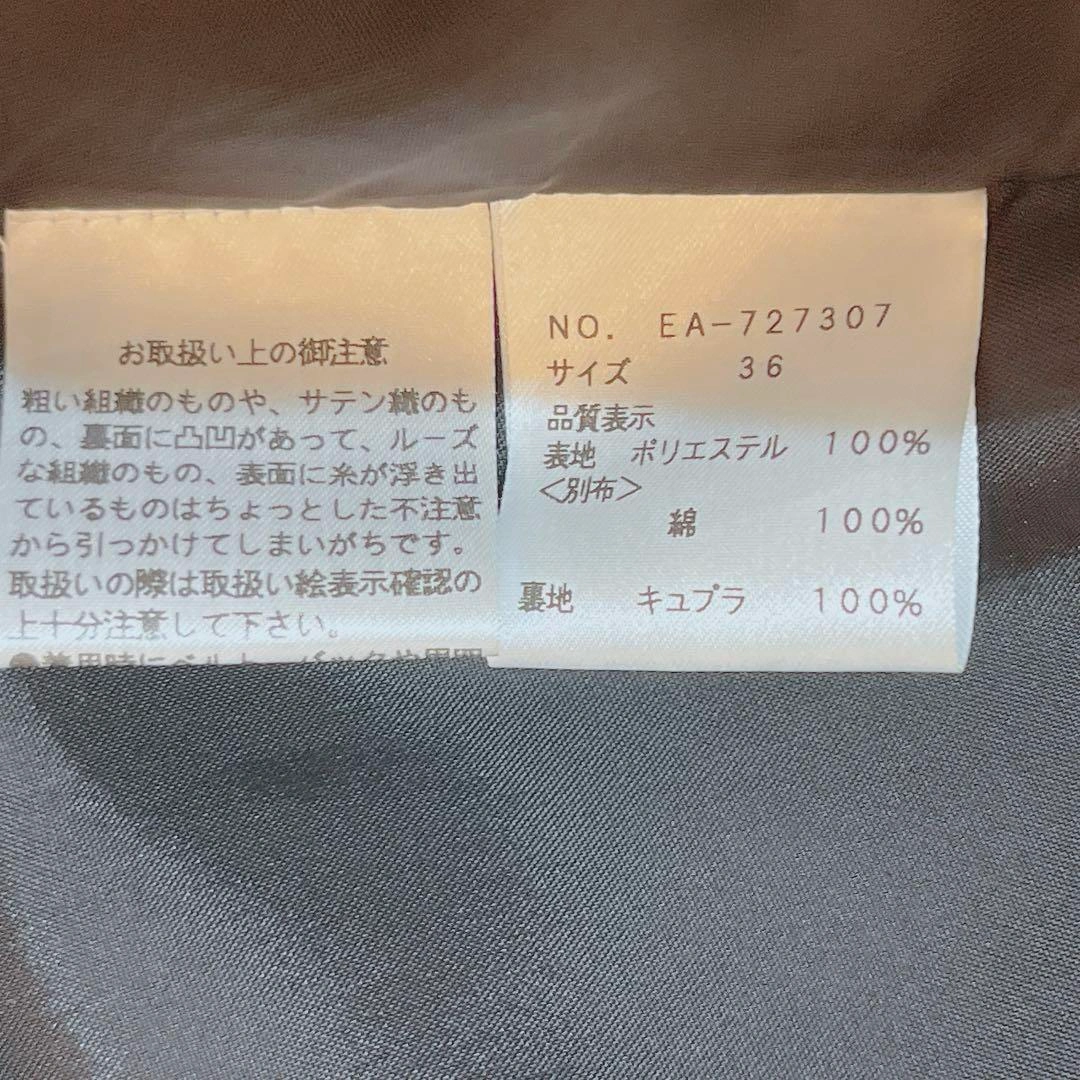 お取扱い上の御注意
粗い組織のものや、サテン織のも
の、裏面に凸凹があって、ルーズ
な組織のもの、表面に糸が浮き出
ているものはちょっとした不注意
から引っかけてしまいがちです。
取扱いの際は取扱い絵表示確認の
上十分注意して下さい。
NO. EA-727307
サイズ 36
品質表示
表地 ポリエステル 100%
<別布>
綿 100%
裏地 キュプラ 100%